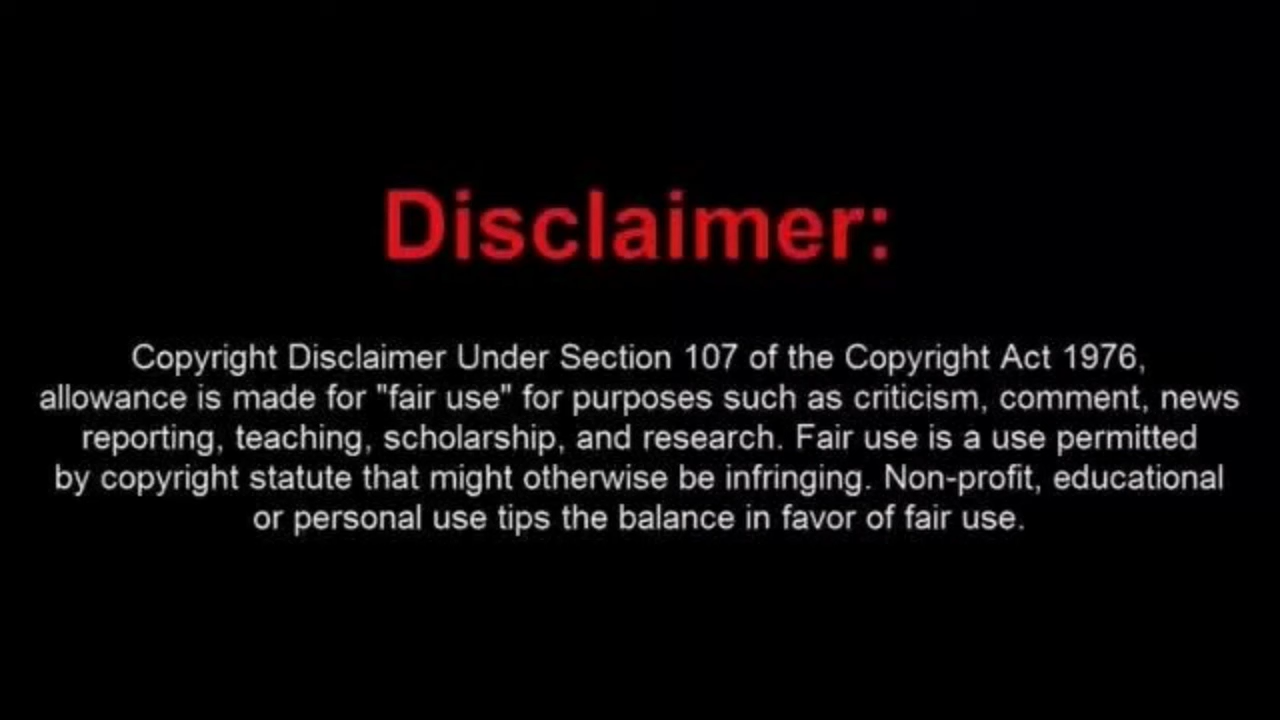 Disclaimer:
Copyright Disclaimer Under Section 107 of the Copyright Act 1976,
allowance is made for "fair use" for purposes such as criticism, comment, news
reporting, teaching, scholarship, and research. Fair use is a use permitted
by copyright statute that might otherwise be infringing. Non-profit, educational
or personal use tips the balance in favor of fair use.